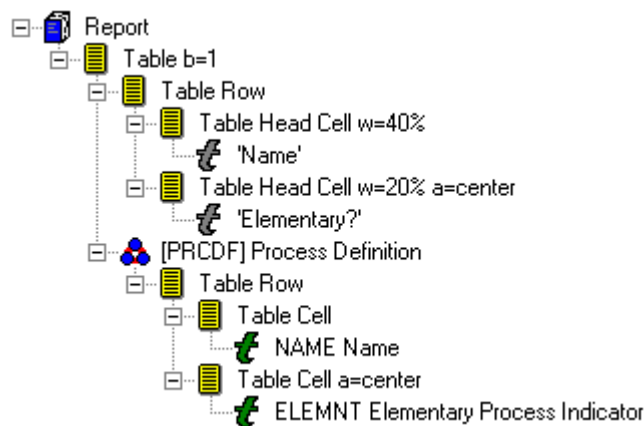 Report
Table b=1
Table Row
Table Head Cell w=40%
'Name'
Table Head Cell w=20% a=center
'Elementary?'
[PRCDF] Process Definition
Table Row
Table Cell
NAME Name
Table Cell a=center
ELEMNT Elementary Process Indicator